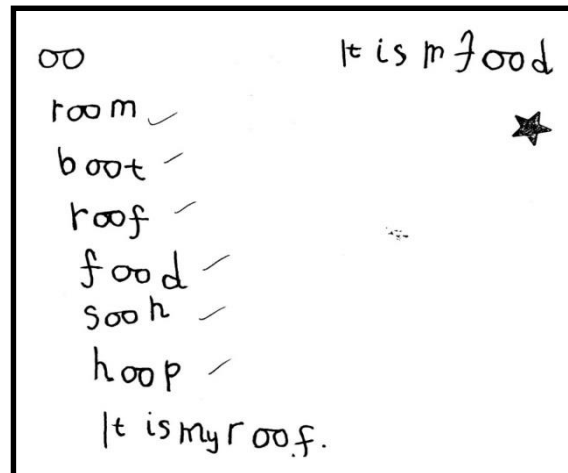 oo
room
boot
roof
food
sooh
hoop
It is my roof.
It is m food